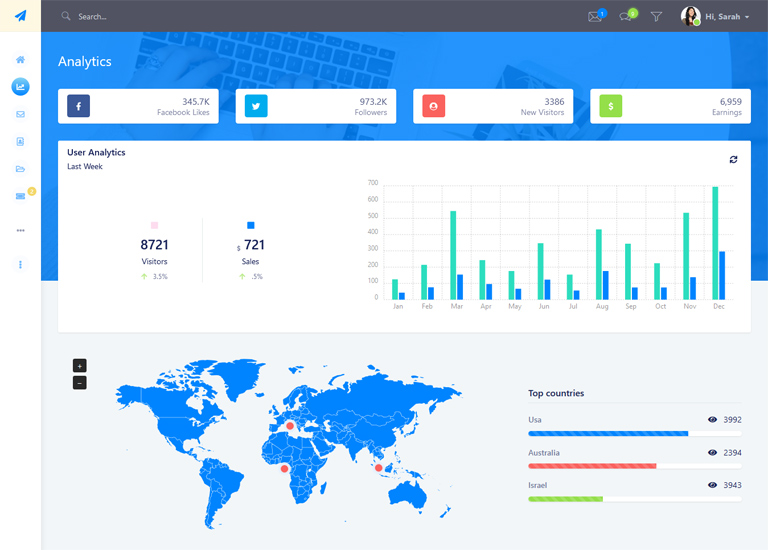 Search...
1
8
Hi, Sarah
Analytics
345.7K
Facebook Likes
973.2K
Followers
3386
New Visitors
6,959
Earnings
2
User Analytics
Last Week
8721
Visitors
3.5%
$ 721
Sales
.5%
700
600
500
400
300
200
100
0
Jan Feb Mar Apr May Jun Jul Aug Sep Oct Nov Dec
+
−
Top countries
Usa 3992
Australia 2394
Israel 3943